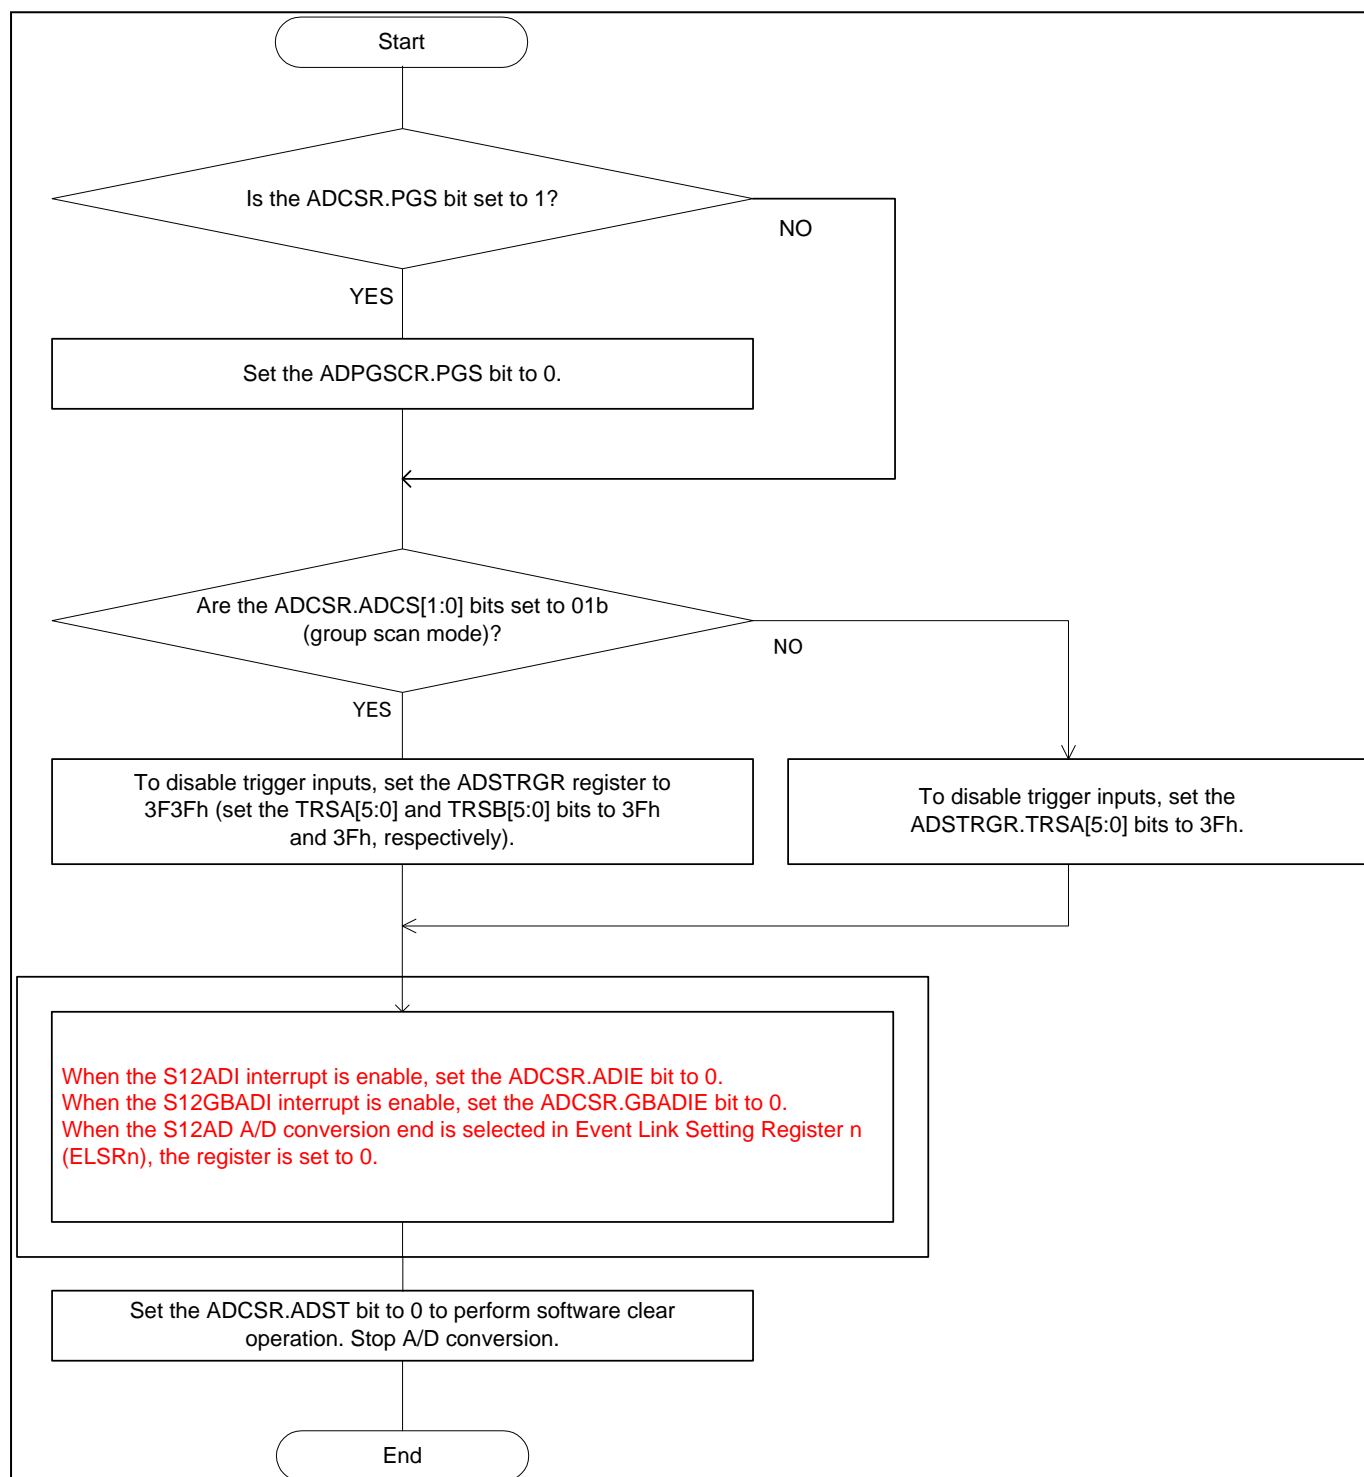 Start
Is the ADCSR.PGS bit set to 1?
NO
YES
Set the ADPGSCR.PGS bit to 0.
Are the ADCSR.ADCS[1:0] bits set to 01b
(group scan mode)?
NO
YES
To disable trigger inputs, set the ADSTRGR register to
3F3Fh (set the TRSA[5:0] and TRSB[5:0] bits to 3Fh
and 3Fh, respectively).
To disable trigger inputs, set the
ADSTRGR.TRSA[5:0] bits to 3Fh.
When the S12ADI interrupt is enable, set the ADCSR.ADIE bit to 0.
When the S12GBADI interrupt is enable, set the ADCSR.GBADIE bit to 0.
When the S12AD A/D conversion end is selected in Event Link Setting Register n
(ELSRn), the register is set to 0.
Set the ADCSR.ADST bit to 0 to perform software clear
operation. Stop A/D conversion.
End